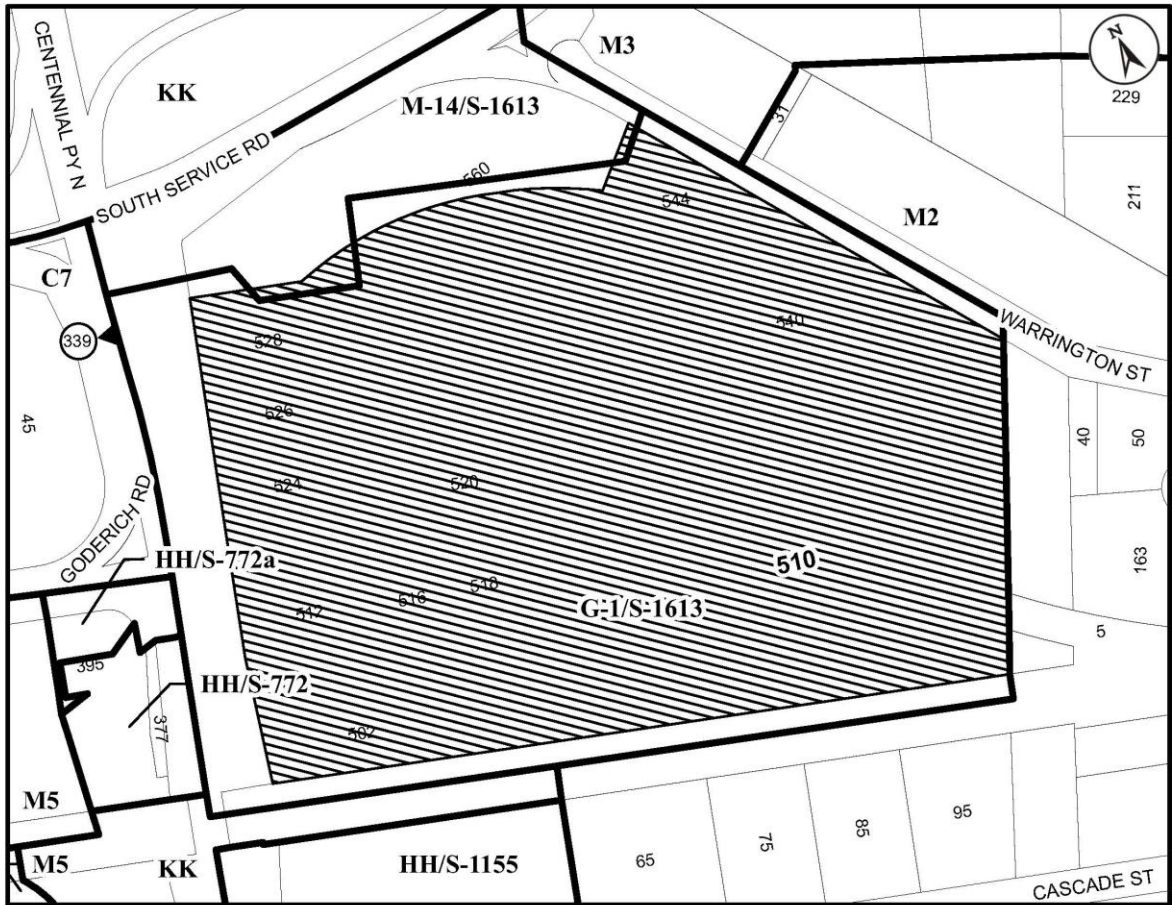 CENTENNIAL PY N
KK
M3
N
229
M-14/S-1613
31
SOUTH SERVICE RD
560
544
M2
211
C7
339
528
540
WARRINGTON ST
45
526
40
50
524
520
GODERICH RD
HH/S-772a
510
163
518
516
512
G-1/S-1613
5
395
HH/S-772
377
502
M5
M5
KK
HH/S-1155
65
75
85
95
CASCADE ST